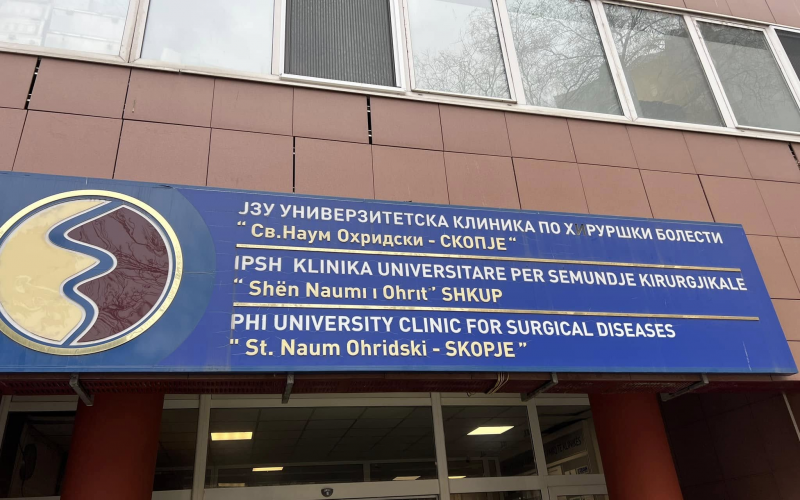 ЈЗУ УНИВЕРЗИТЕТСКА КЛИНИКА ПО ХИРУРШКИ БОЛЕСТИ
“ Св.Наум Охридски - СКОПЈЕ“
IPSH KLINIKA UNIVERSITARE PER SEMUNDJE KIRURGJIKALE
“ Shën Naumi i Ohrit’ SHKUP
PHI UNIVERSITY CLINIC FOR SURGICAL DISEASES
" St. Naum Ohridski - SKOPJE ”